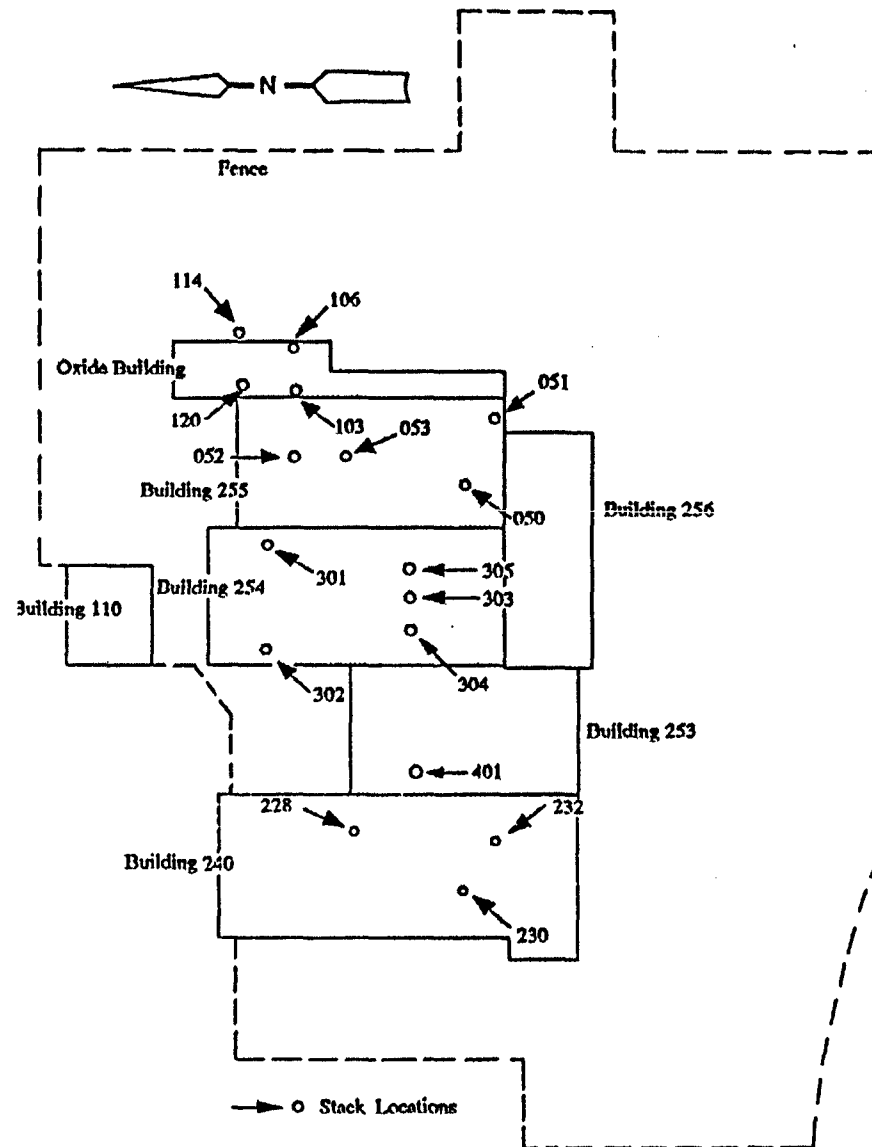 N
Fence
114
106
Oxide Building
051
120
103
053
052
Building 255
050
Building 256
301
305
Building 254
303
Building 110
302
304
Building 253
401
228
232
Building 240
230
Stack Locations